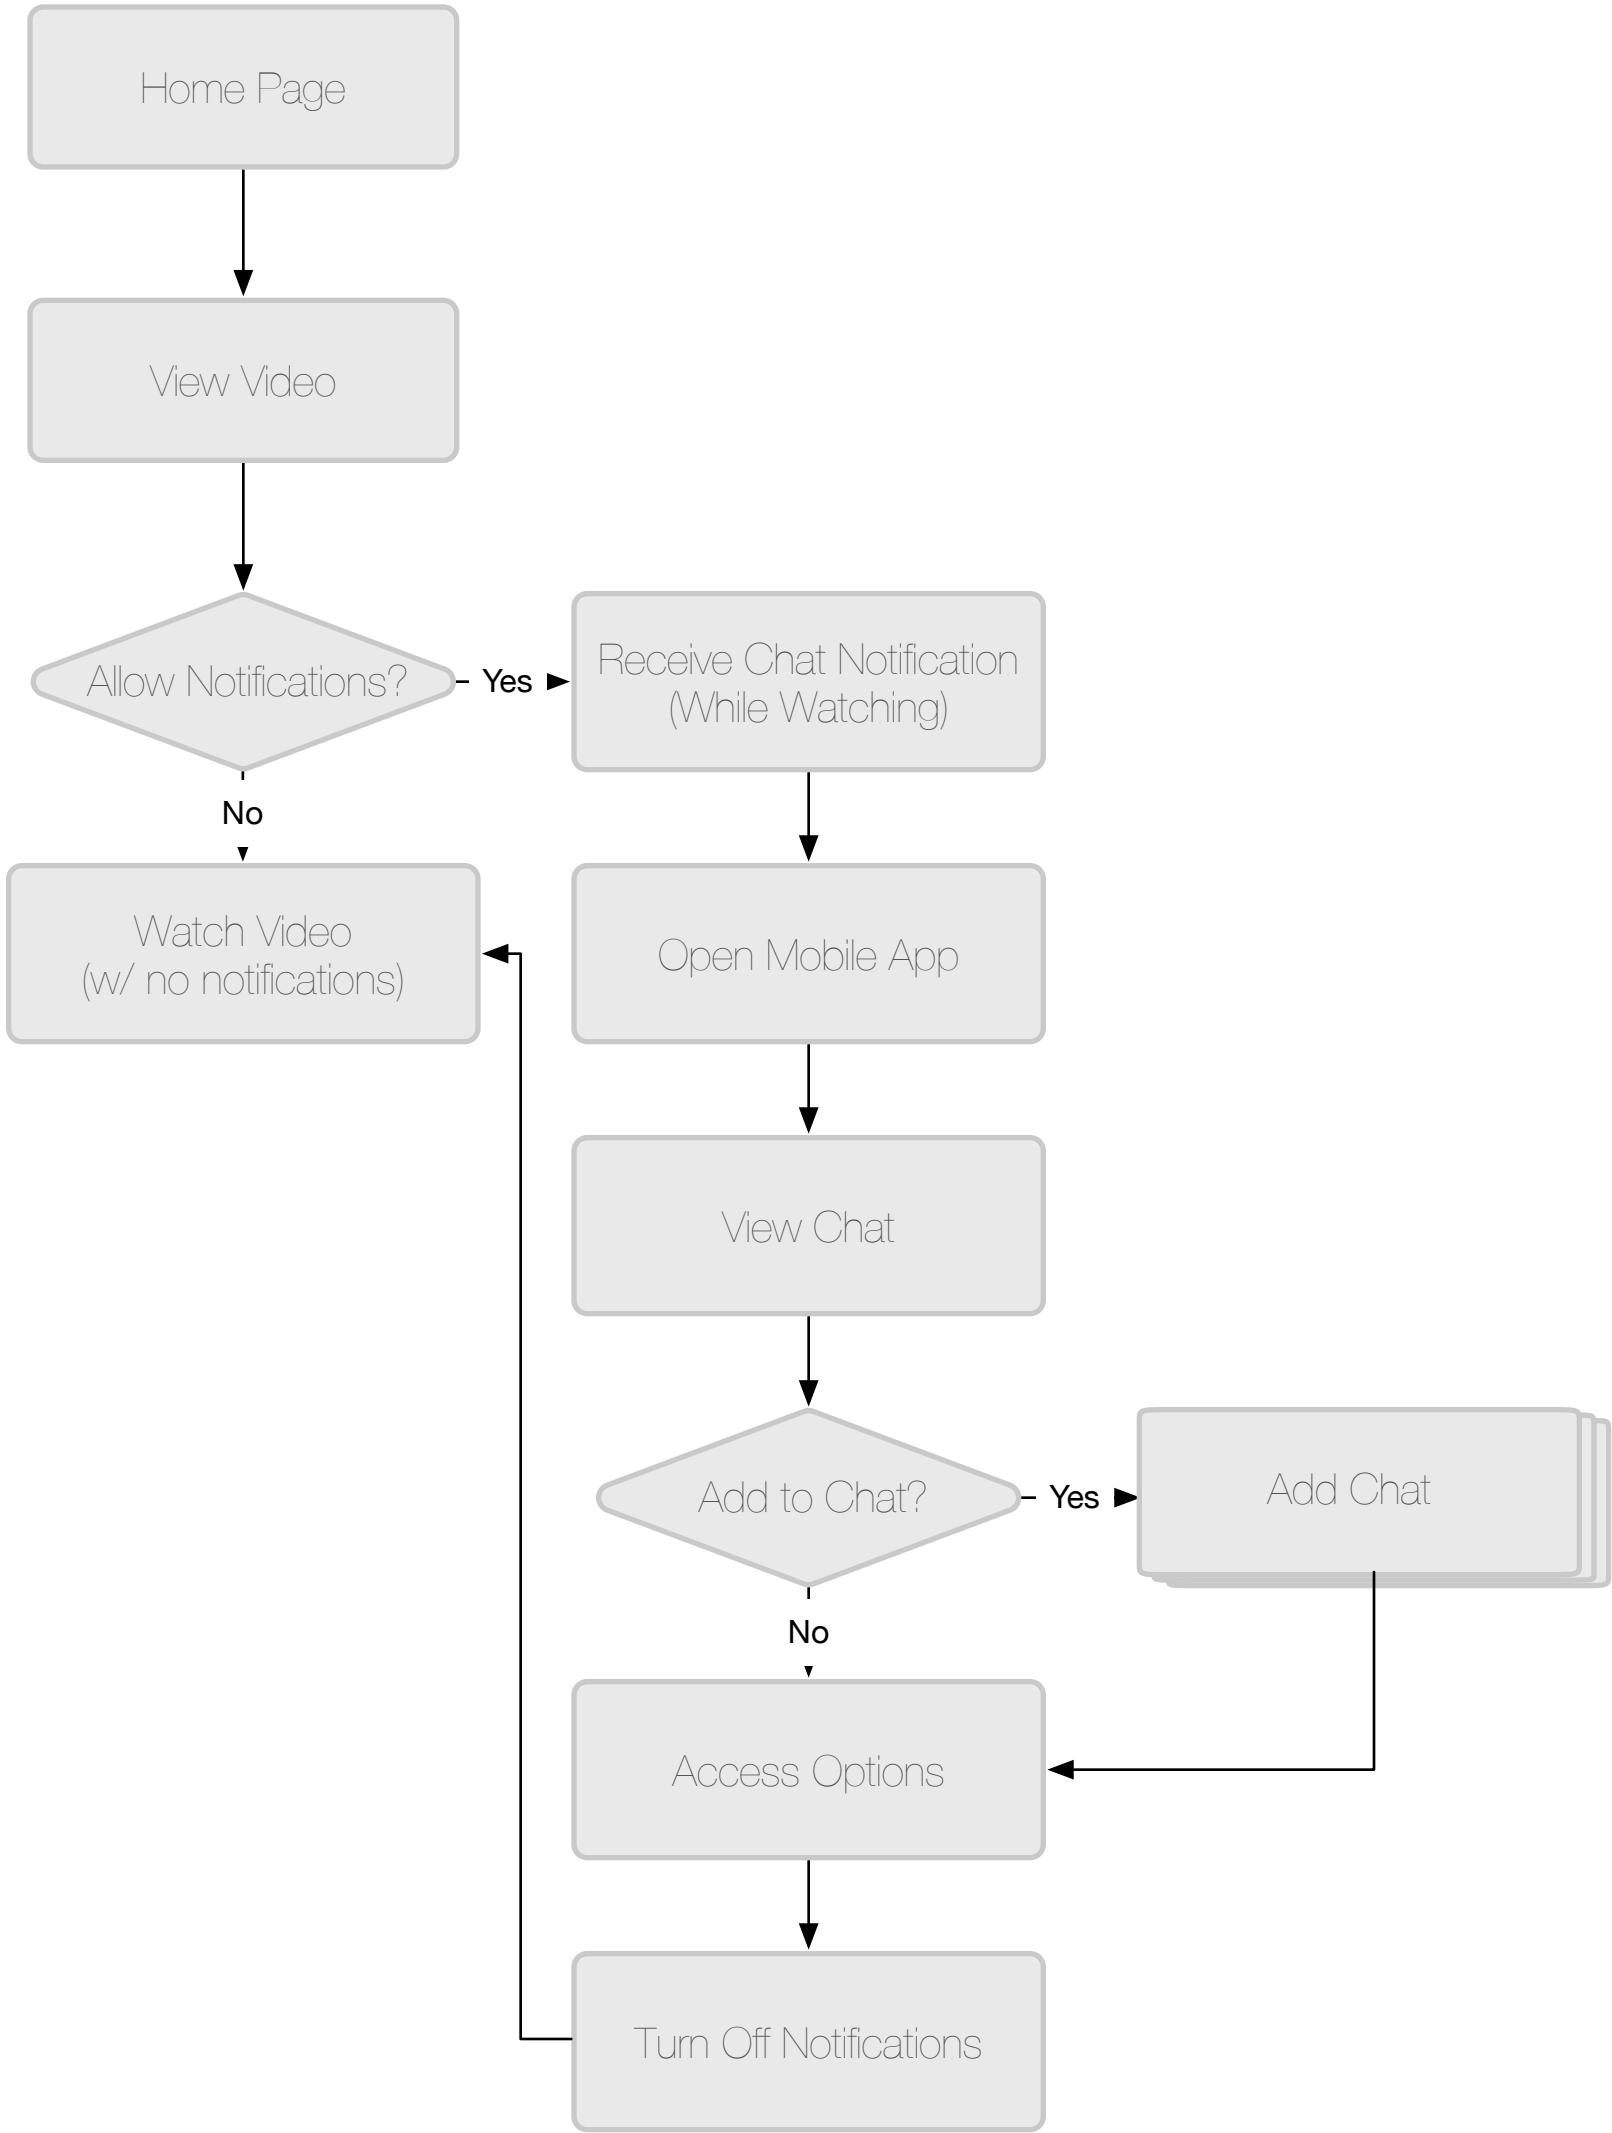 Home Page
View Video
Allow Notifications?
Yes
Receive Chat Notification
(While Watching)
No
Watch Video
(w/ no notifications)
Open Mobile App
View Chat
Add to Chat?
Yes
Add Chat
No
Access Options
Turn Off Notifications